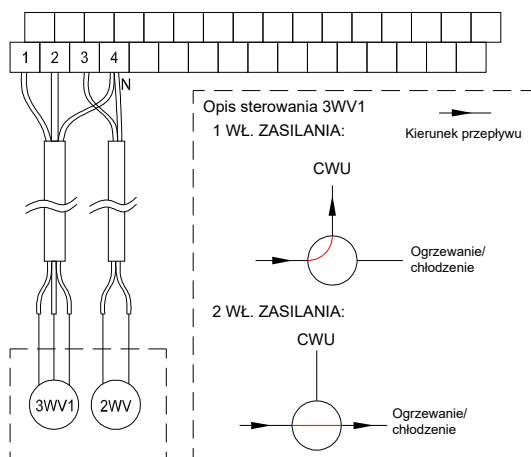 1 2 3 4
N
Opis sterowania 3WV1
1 WŁ. ZASILANIA:
Kierunek przepływu
CWU
Ogrzewanie/
chłodzenie
2 WŁ. ZASILANIA:
CWU
Ogrzewanie/
chłodzenie
3WV1 2WV